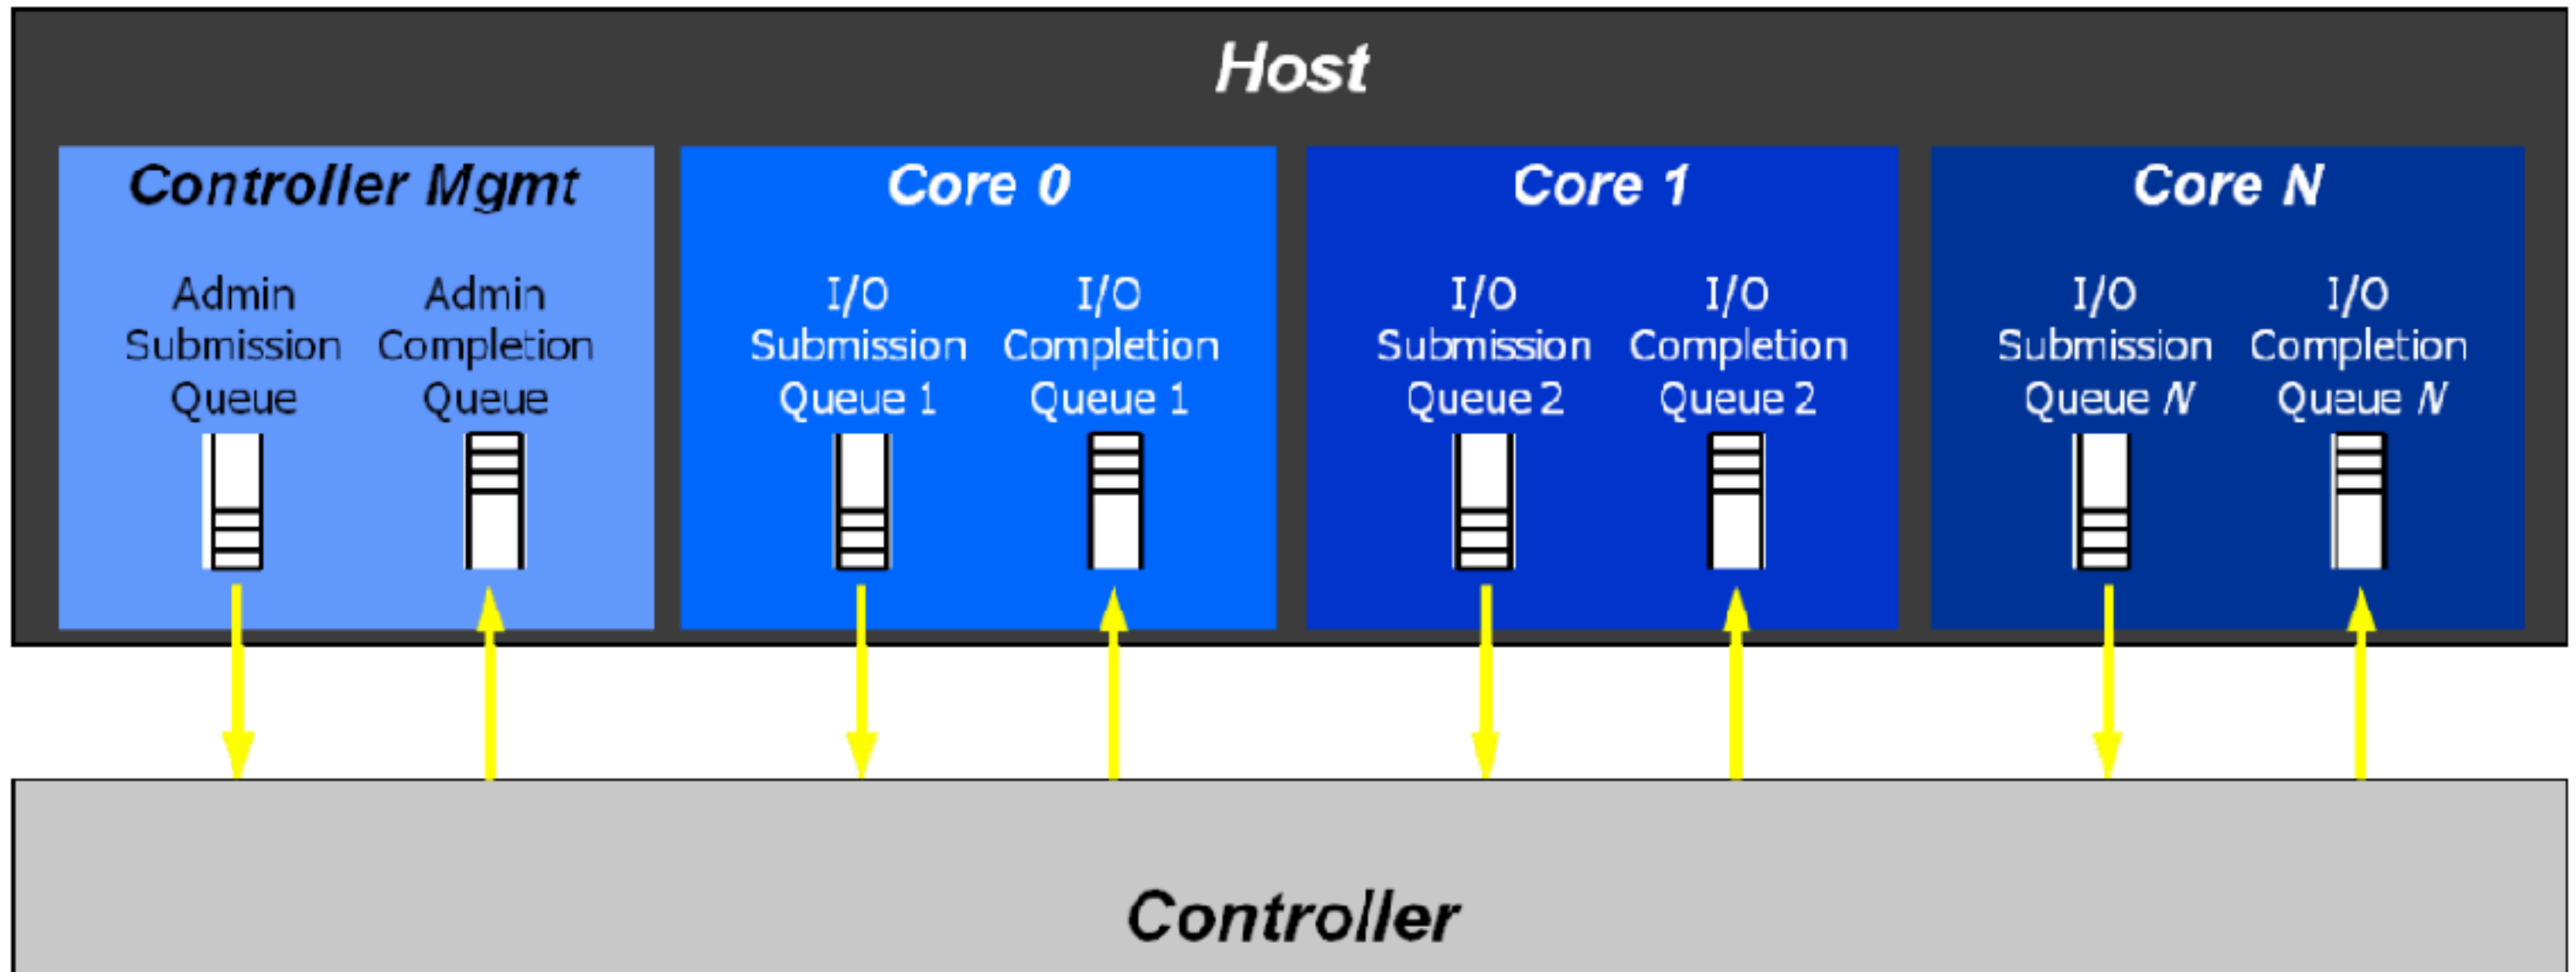 Host
Controller Mgmt
Admin
Submission
Queue
Admin
Completion
Queue
Core 0
I/O
Submission
Queue 1
I/O
Completion
Queue 1
Core 1
I/O
Submission
Queue 2
I/O
Completion
Queue 2
Core N
I/O
Submission
Queue N
I/O
Completion
Queue N
Controller